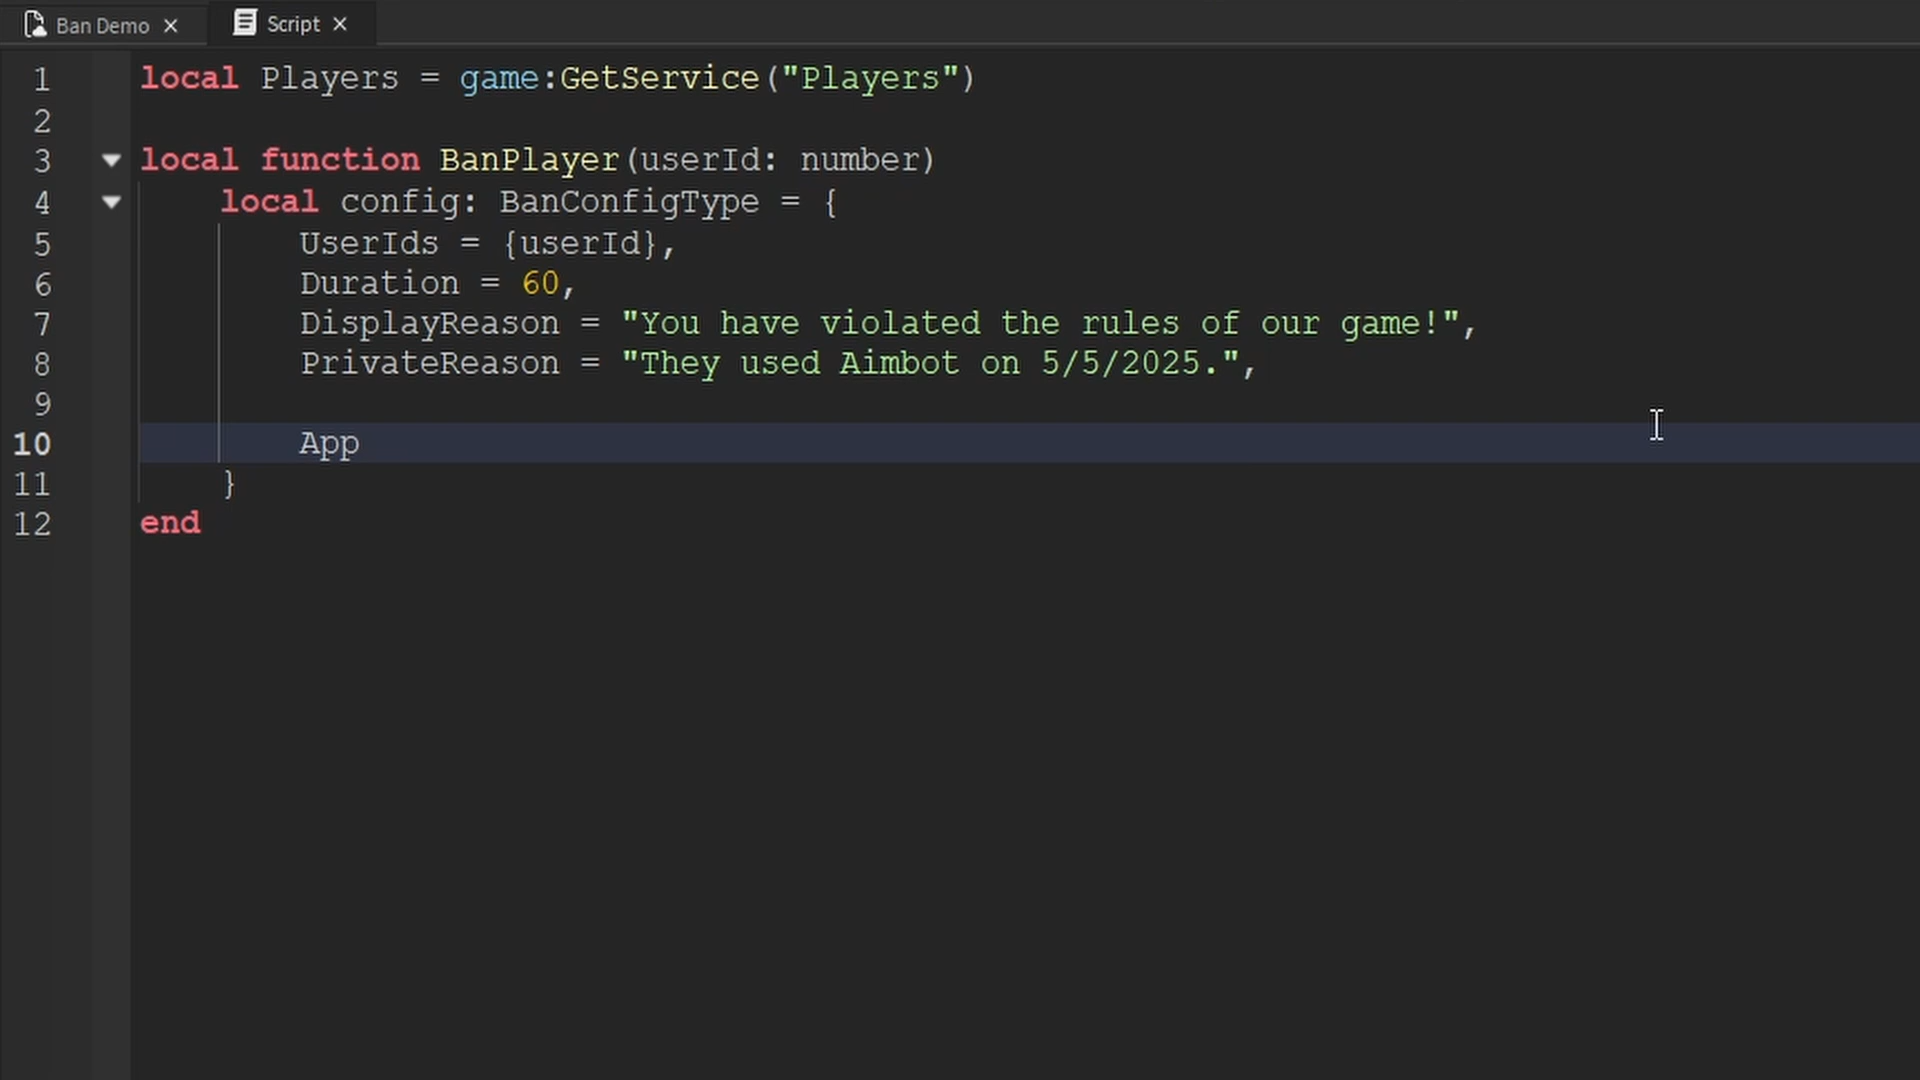 Ban Demo
Script
1 local Players = game:GetService("Players")
2
3 local function BanPlayer(userId: number)
4 local config: BanConfigType = {
5 UserIds = {userId},
6 Duration = 60,
7 DisplayReason = "You have violated the rules of our game!",
8 PrivateReason = "They used Aimbot on 5/5/2025.",
9
10 App
11 }
12 end